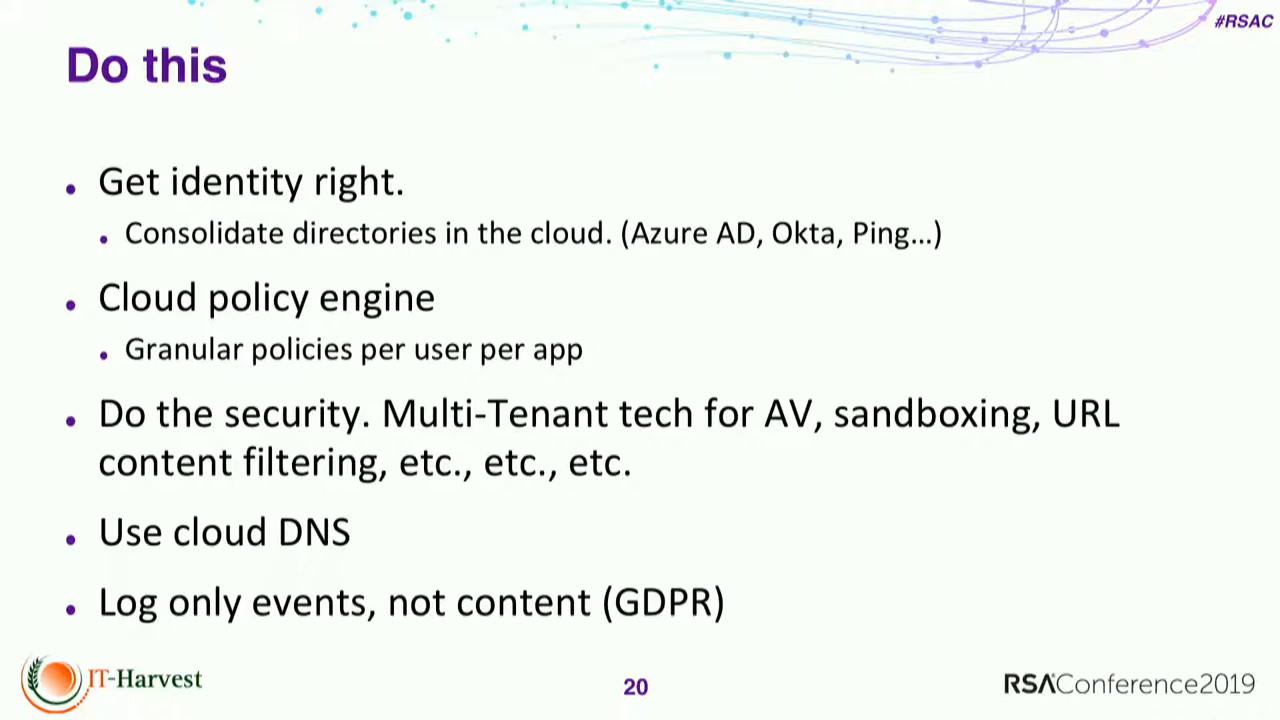 #RSAC
Do this
• Get identity right.
• Consolidate directories in the cloud. (Azure AD, Okta, Ping...)
• Cloud policy engine
• Granular policies per user per app
• Do the security. Multi-Tenant tech for AV, sandboxing, URL
content filtering, etc., etc., etc.
• Use cloud DNS
• Log only events, not content (GDPR)
IT-Harvest
20
RSAConference2019